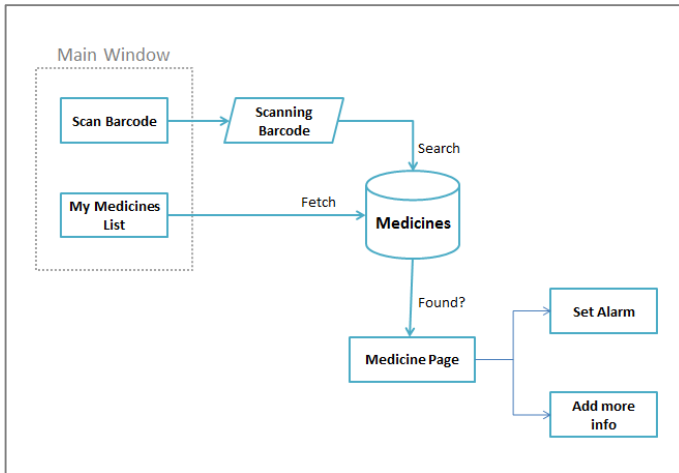 Main Window
Scan Barcode
Scanning
Barcode
Search
My Medicines
List
Fetch
Medicines
Found?
Set Alarm
Medicine Page
Add more
info